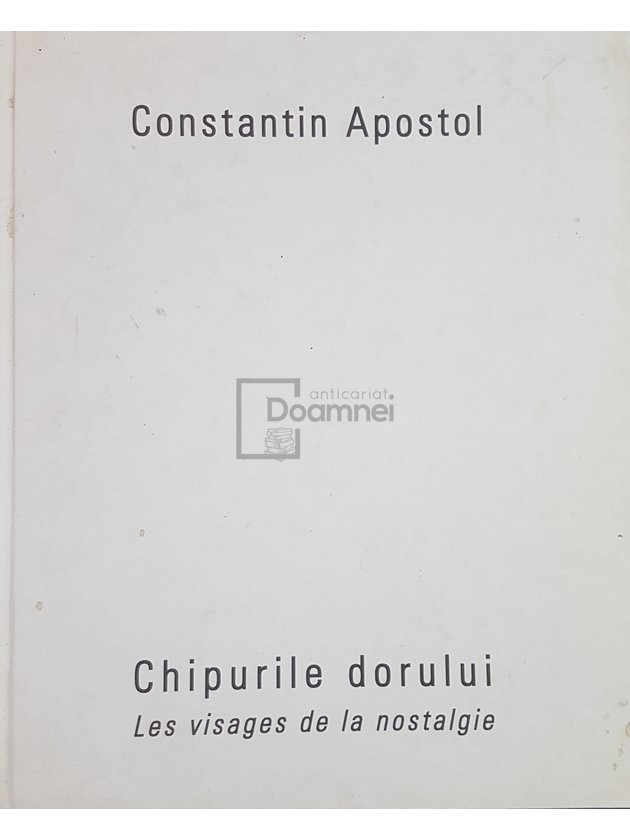 Constantin Apostol
anticariat
Doamnei
Chipurile dorului
Les visages de la nostalgie